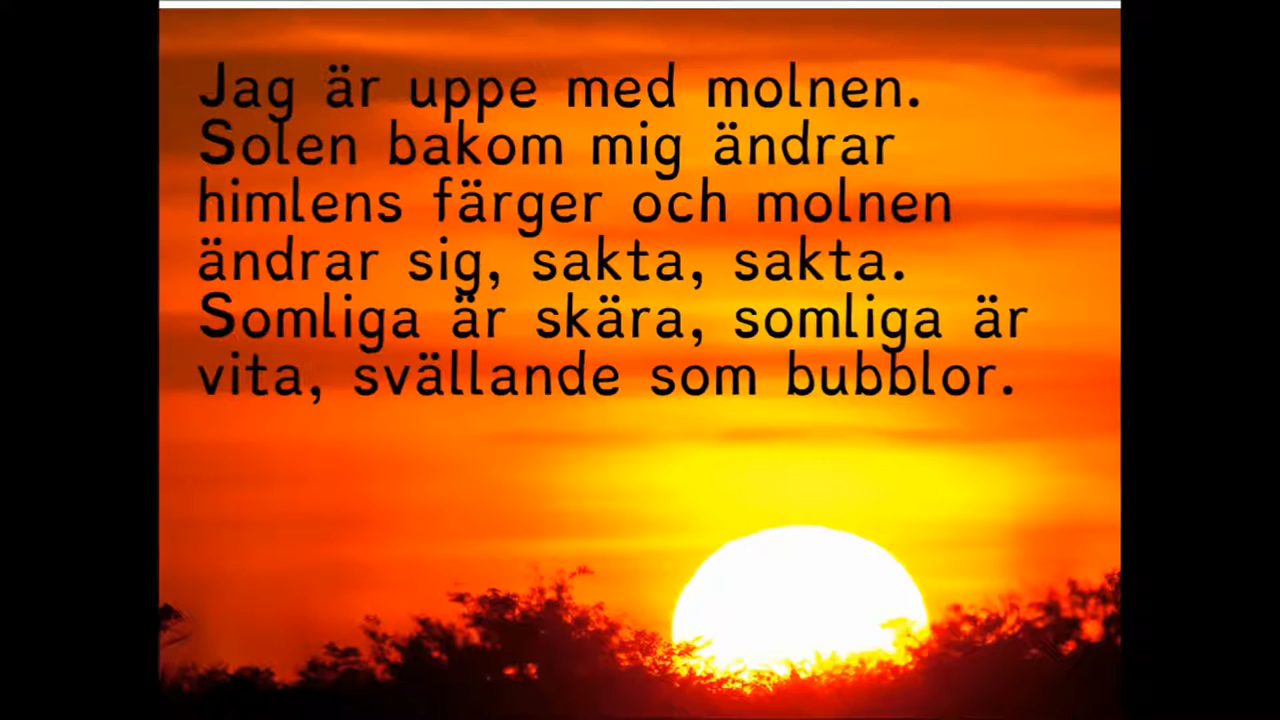 Jag är uppe med molnen.
Solen bakom mig ändrar
himlens färger och molnen
ändrar sig, sakta, sakta.
Somliga är skära, somliga är
vita, svällande som bubblor.